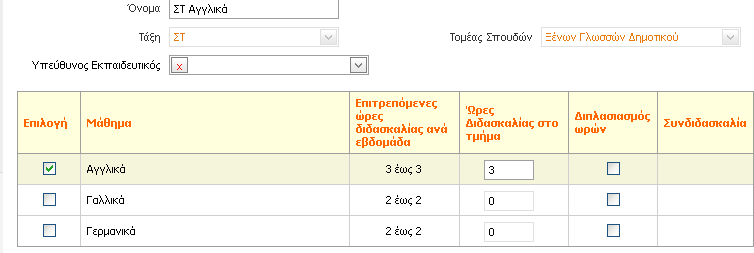 Όνομα ΣΤ Αγγλικά
Τάξη ΣΤ Τομέας Σπουδών Ξένων Γλωσσών Δημοτικού
Υπεύθυνος Εκπαιδευτικός x
Επιλογή Μάθημα Επιτρεπόμενες ώρες διδασκαλίας ανά εβδομάδα Ώρες Διδασκαλίας στο τμήμα Διπλασιασμός ωρών Συνδιδασκαλία
Αγγλικά 3 έως 3 3
Γαλλικά 2 έως 2 0
Γερμανικά 2 έως 2 0